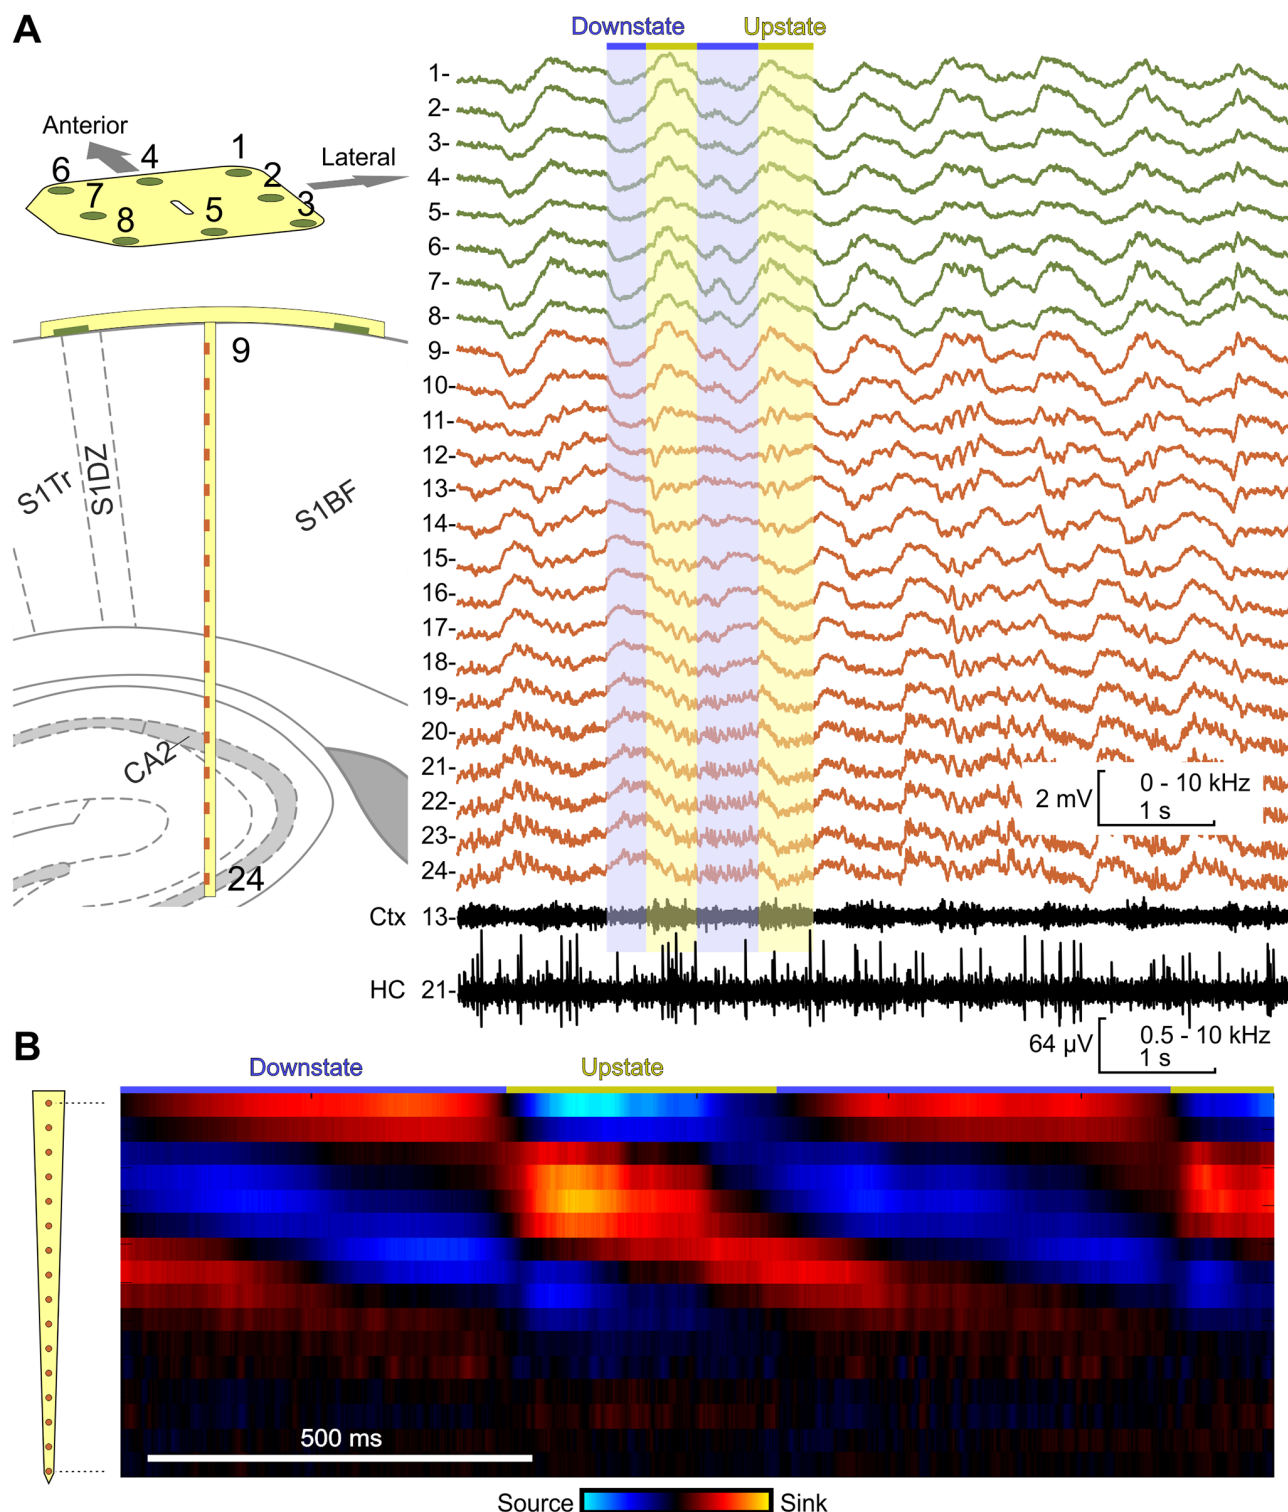 A
Downstate Upstate
Anterior
Lateral
6
4
1
2
7
3
8
5
9
S1Tr
S1DZ
S1BF
CA2
24
1-
2-
3-
4-
5-
6-
7-
8-
9-
10-
11-
12-
13-
14-
15-
16-
17-
18-
19-
20-
21-
22-
23-
24-
2 mV
0 - 10 kHz
1 s
Ctx 13-
HC 21-
64 µV
0.5 - 10 kHz
1 s
B
Downstate Upstate
500 ms
Source Sink